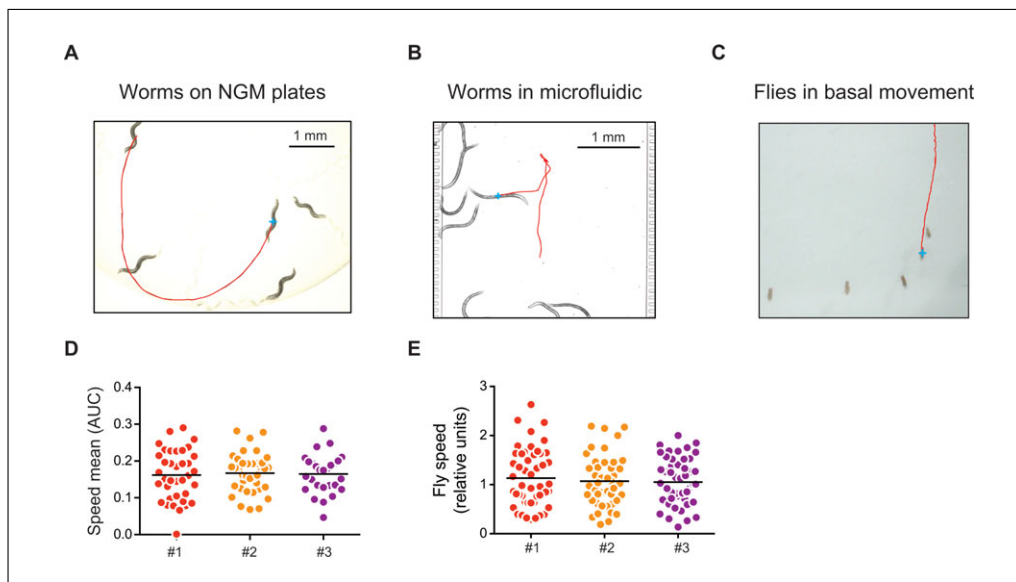 A
Worms on NGM plates
1 mm
B
Worms in microfluidic
1 mm
C
Flies in basal movement
D
Speed mean (AUC)
0.4
0.3
0.2
0.1
0.0
#1
#2
#3
E
Fly speed
(relative units)
3
2
1
0
#1
#2
#3